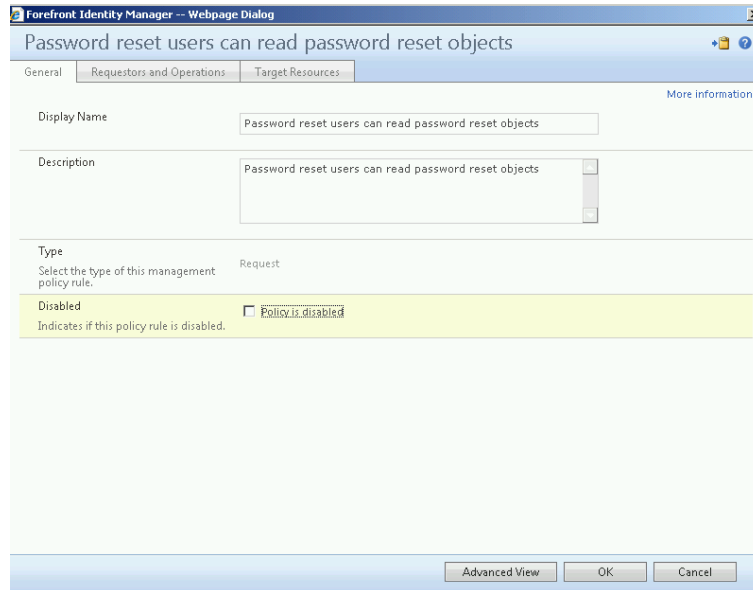 Forefront Identity Manager -- Webpage Dialog
Password reset users can read password reset objects
General
Requestors and Operations
Target Resources
More information
Display Name
Password reset users can read password reset objects
Description
Password reset users can read password reset objects
Type
Select the type of this management
policy rule.
Request
Disabled
Indicates if this policy rule is disabled.
Policy is disabled
Advanced View
OK
Cancel